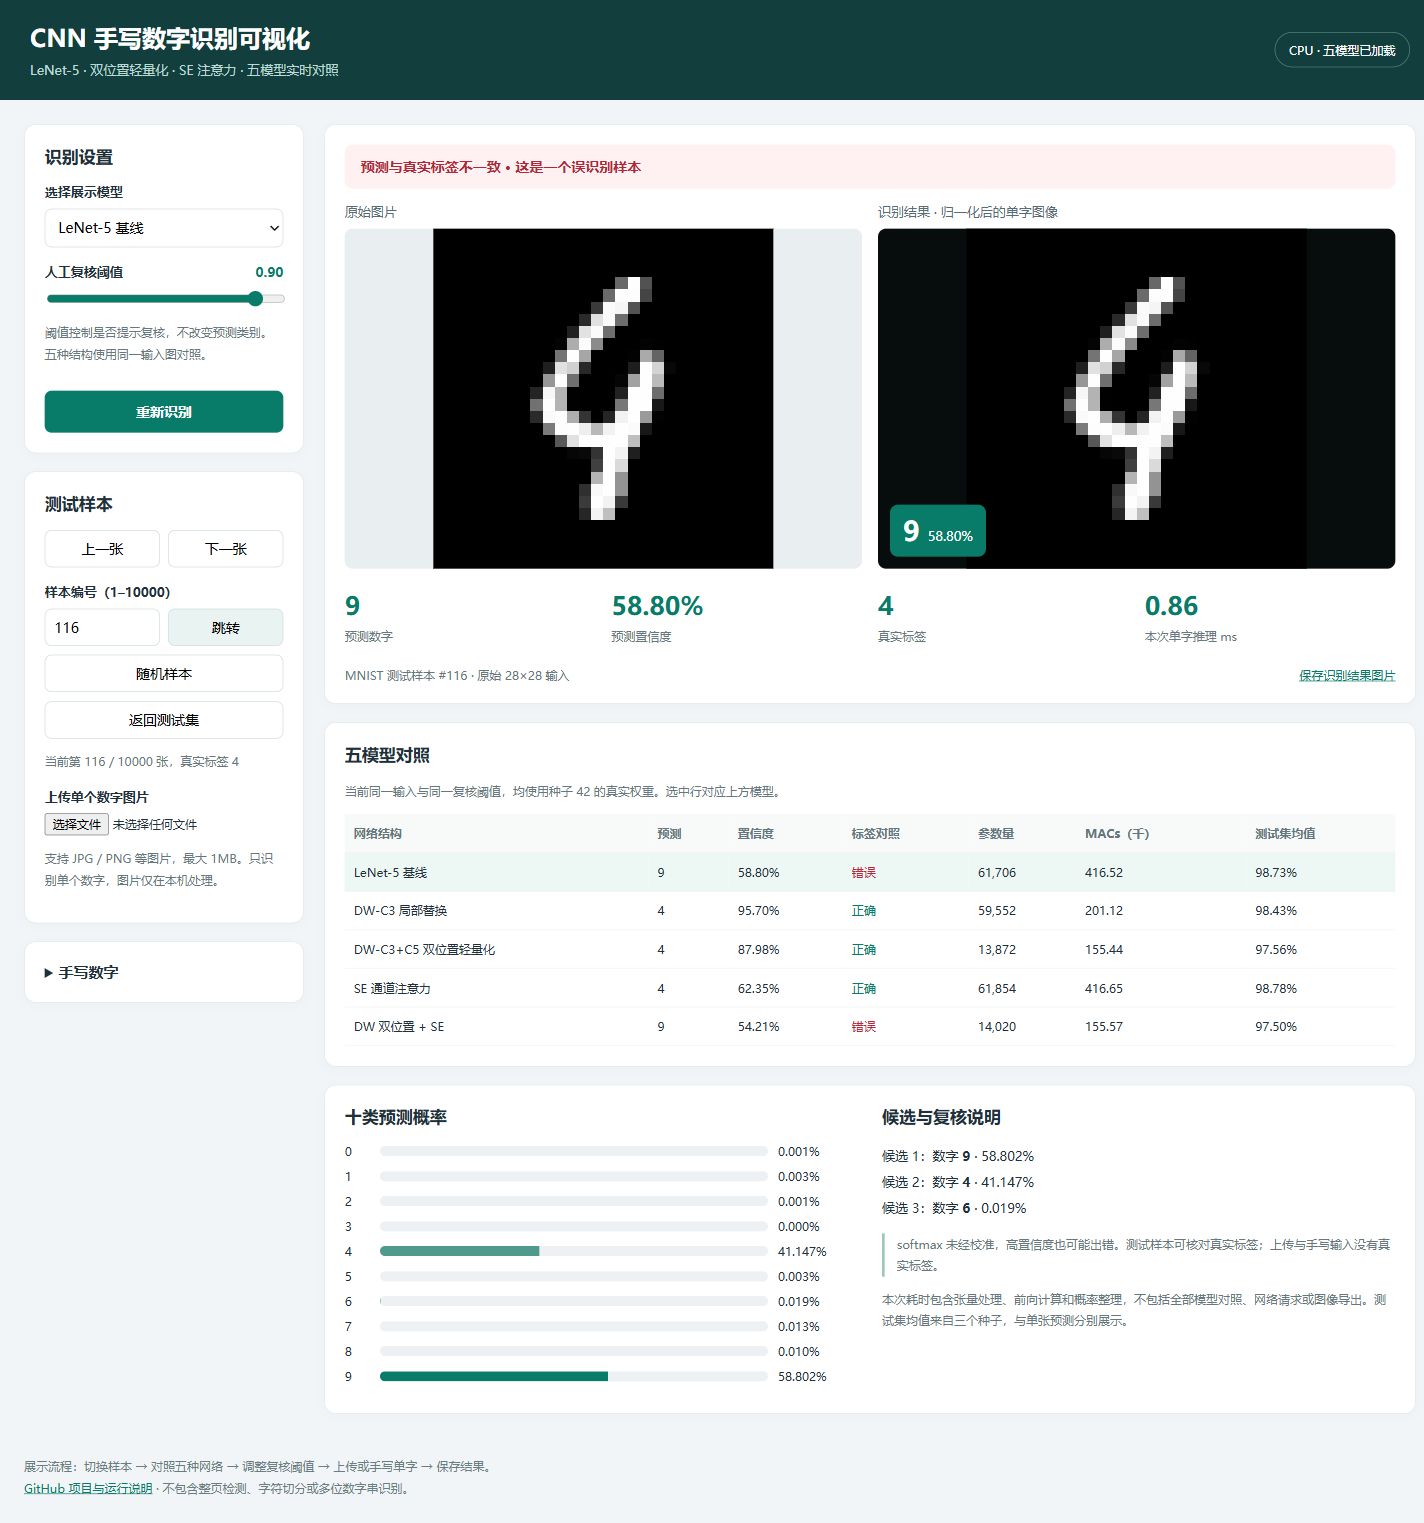 CNN 手写数字识别可视化
LeNet-5 · 双位置轻量化 · SE 注意力 · 五模型实时对照
CPU · 五模型已加载
识别设置
选择展示模型
LeNet-5 基线
人工复核阈值 0.90
阈值控制是否提示复核，不改变预测类别。
五种结构使用同一输入图对照。
重新识别
测试样本
上一张 下一张
样本编号（1–10000）
116 跳转
随机样本
返回测试集
当前第 116 / 10000 张，真实标签 4
上传单个数字图片
选择文件 未选择任何文件
支持 JPG / PNG 等图片，最大 1MB。只识
别单个数字，图片仅在本机处理。
▶ 手写数字
预测与真实标签不一致 • 这是一个误识别样本
原始图片
识别结果 · 归一化后的单字图像
4
4
9 58.80%
9 58.80% 4 0.86
预测数字 预测置信度 真实标签 本次单字推理 ms
MNIST 测试样本 #116 · 原始 28×28 输入
保存识别结果图片
五模型对照
当前同一输入与同一复核阈值，均使用种子 42 的真实权重。选中行对应上方模型。
网络结构 预测 置信度 标签对照 参数量 MACs（千） 测试集均值
LeNet-5 基线 9 58.80% 错误 61,706 416.52 98.73%
DW-C3 局部替换 4 95.70% 正确 59,552 201.12 98.43%
DW-C3+C5 双位置轻量化 4 87.98% 正确 13,872 155.44 97.56%
SE 通道注意力 4 62.35% 正确 61,854 416.65 98.78%
DW 双位置 + SE 9 54.21% 错误 14,020 155.57 97.50%
十类预测概率
0 0.001%
1 0.003%
2 0.001%
3 0.000%
4 41.147%
5 0.003%
6 0.019%
7 0.013%
8 0.010%
9 58.802%
候选与复核说明
候选 1：数字 9 · 58.802%
候选 2：数字 4 · 41.147%
候选 3：数字 6 · 0.019%
softmax 未经校准，高置信度也可能出错。测试样本可核对真实标签；上传与手写输入没有真
实标签。
本次耗时包含张量处理、前向计算和概率整理，不包括全部模型对照、网络请求或图像导出。测
试集均值来自三个种子，与单张预测分别展示。
展示流程：切换样本 → 对照五种网络 → 调整复核阈值 → 上传或手写单字 → 保存结果。
GitHub 项目与运行说明 · 不包含整页检测、字符切分或多位数字串识别。